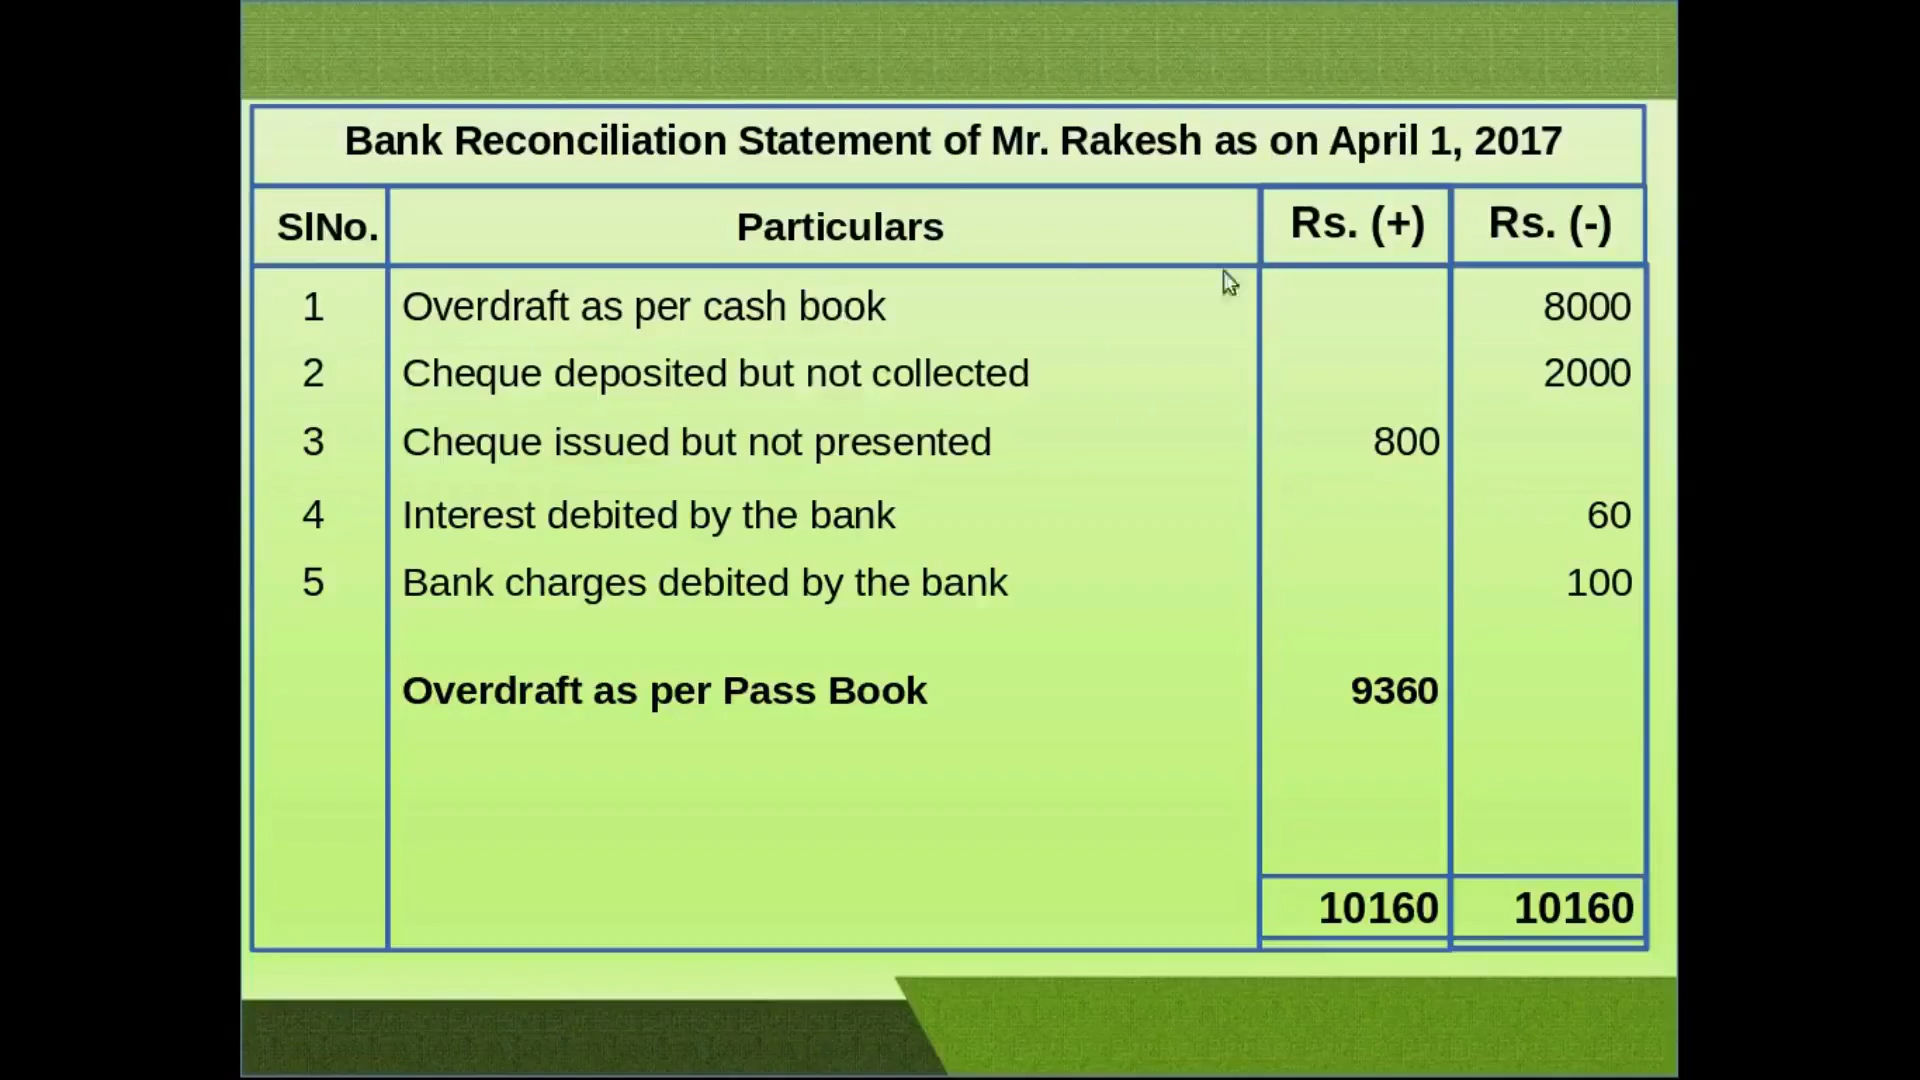 Bank Reconciliation Statement of Mr. Rakesh as on April 1, 2017
SlNo. Particulars Rs. (+) Rs. (-)
1 Overdraft as per cash book 8000
2 Cheque deposited but not collected 2000
3 Cheque issued but not presented 800
4 Interest debited by the bank 60
5 Bank charges debited by the bank 100
Overdraft as per Pass Book 9360
10160 10160